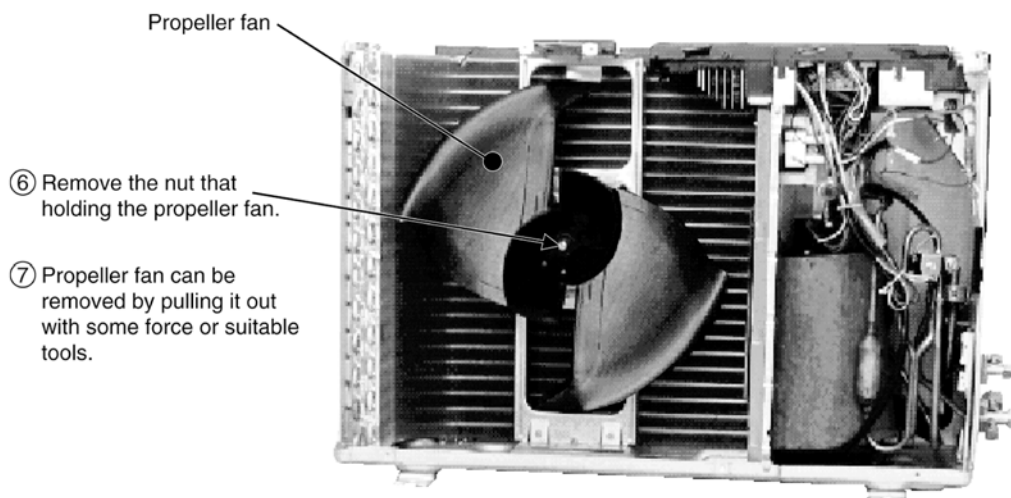 Propeller fan
⑥ Remove the nut that
holding the propeller fan.
⑦ Propeller fan can be
removed by pulling it out
with some force or suitable
tools.